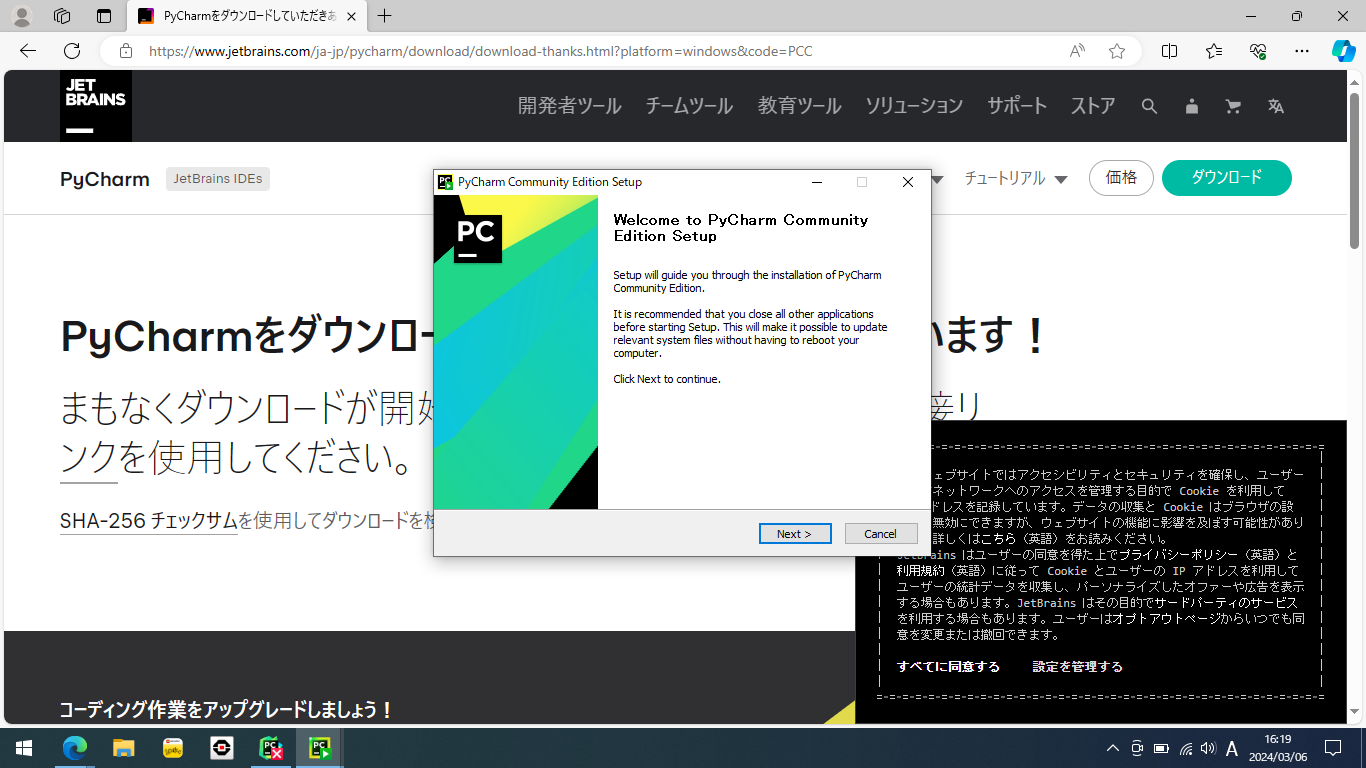 PyCharmをダウンロードしていただきあ
https://www.jetbrains.com/ja-jp/pycharm/download/download-thanks.html?platform=windows&code=PCC
JET
BRAINS
開発者ツール チームツール 教育ツール ソリューション サポート ストア
PyCharm JetBrains IDEs
チュートリアル 価格 ダウンロード
PyCharm Community Edition Setup
PC
Welcome to PyCharm Community
Edition Setup
Setup will guide you through the installation of PyCharm
Community Edition.
It is recommended that you close all other applications
before starting Setup. This will make it possible to update
relevant system files without having to reboot your
computer.
Click Next to continue.
Next >
Cancel
PyCharmをダウンロー
います！
まもなくダウンロードが開始
接リ
ンクを使用してください。
SHA-256 チェックサムを使用してダウンロードを検
ェブサイトではアクセシビリティとセキュリティを確保し、ユーザー
ネットワークへのアクセスを管理する目的で Cookie を利用して
ドレスを記録しています。データの収集と Cookie はブラウザの設
無効にできますが、ウェブサイトの機能に影響を及ぼす可能性があり
詳しくはこちら（英語）をお読みください。
JetBrains はユーザーの同意を得た上でプライバシーポリシー（英語）と
利用規約（英語）に従って Cookie とユーザーの IP アドレスを利用して
ユーザーの統計データを収集し、パーソナライズしたオファーや広告を表示
する場合もあります。JetBrains はその目的でサードパーティのサービス
を利用する場合もあります。ユーザーはオプトアウトページからいつでも同
意を変更または撤回できます。
すべてに同意する 設定を管理する
コーディング作業をアップグレードしましょう！
A 16:19
2024/03/06